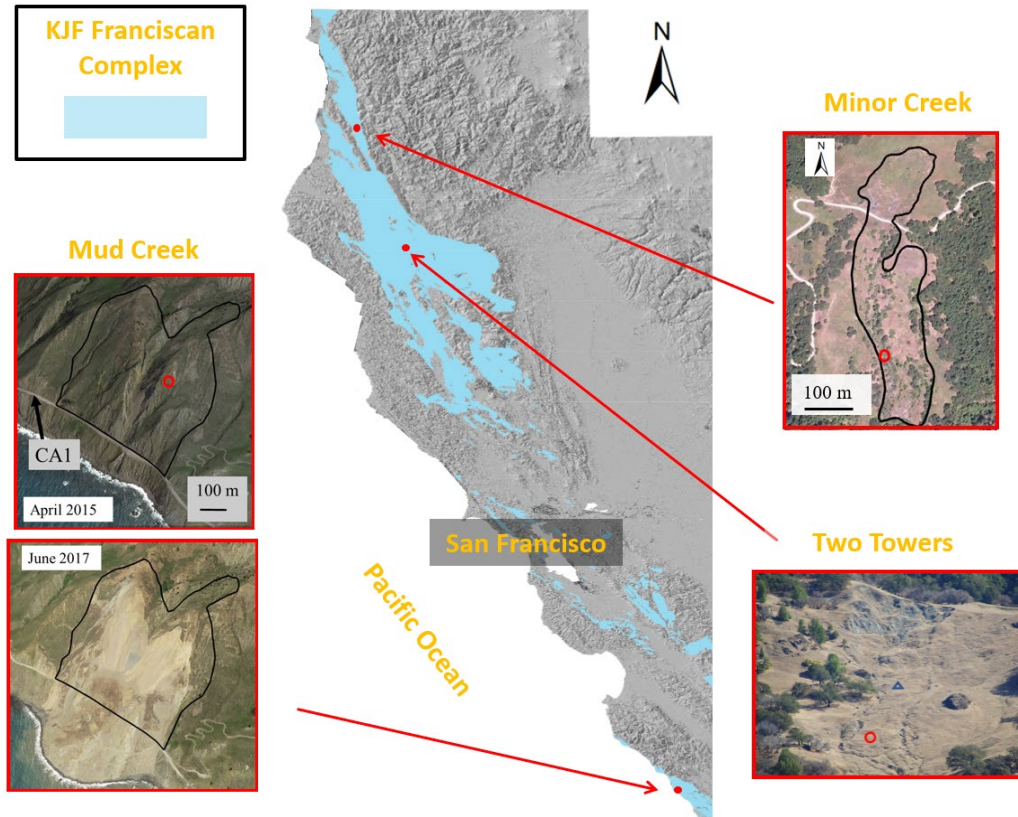 KJF Franciscan
Complex
N
Minor Creek
N
100 m
Mud Creek
CA1
100 m
April 2015
June 2017
San Francisco
Pacific Ocean
Two Towers